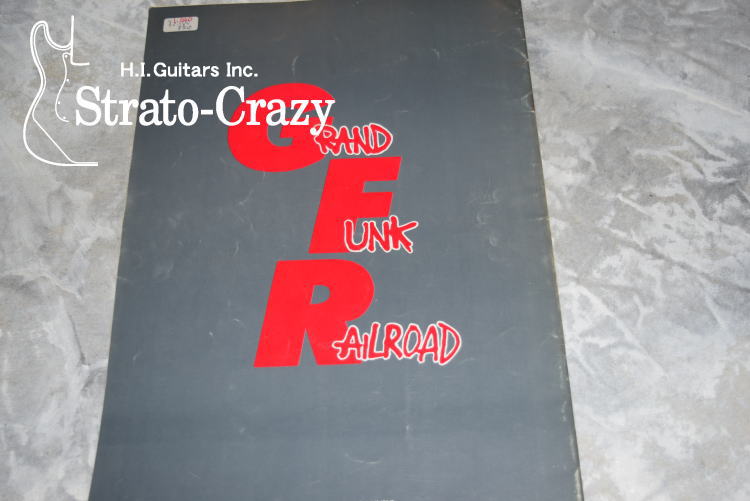 H.I.Guitars Inc.
Strato-Crazy
GRAND
FUNK
RAILROAD